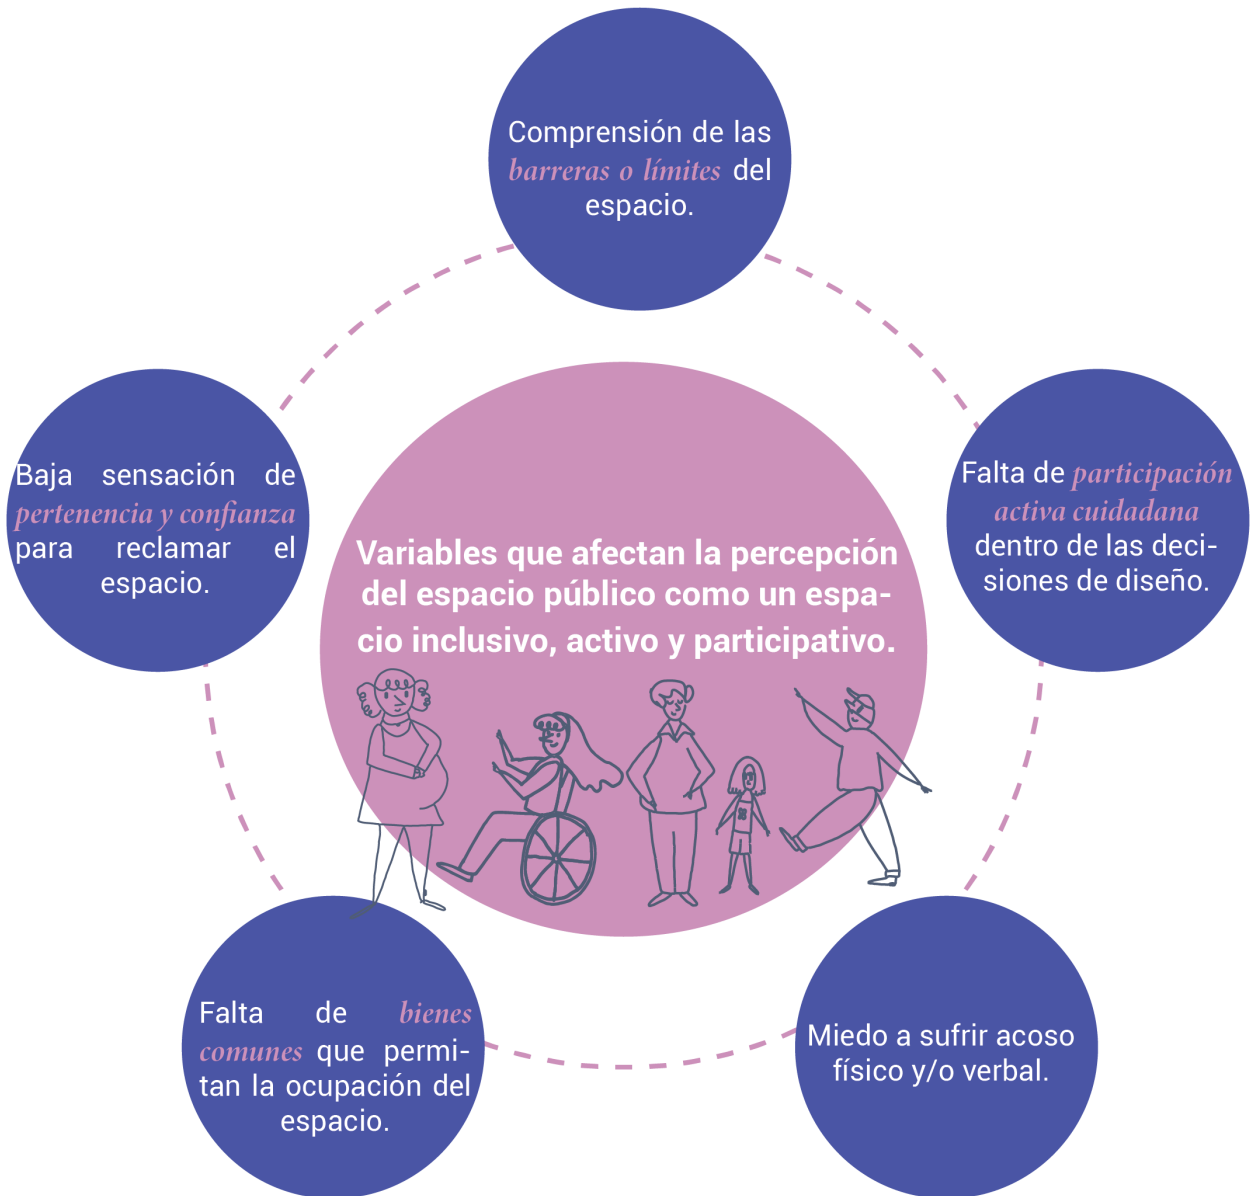 Comprensión de las
barreras o límites del
espacio.
Baja sensación de
pertenencia y confianza
para reclamar el
espacio.
Falta de participación
activa cuidadana
dentro de las deci-
siones de diseño.
Variables que afectan la percepción
del espacio público como un espa-
cio inclusivo, activo y participativo.
Falta de bienes
comunes que permi-
tan la ocupación del
espacio.
Miedo a sufrir acoso
físico y/o verbal.